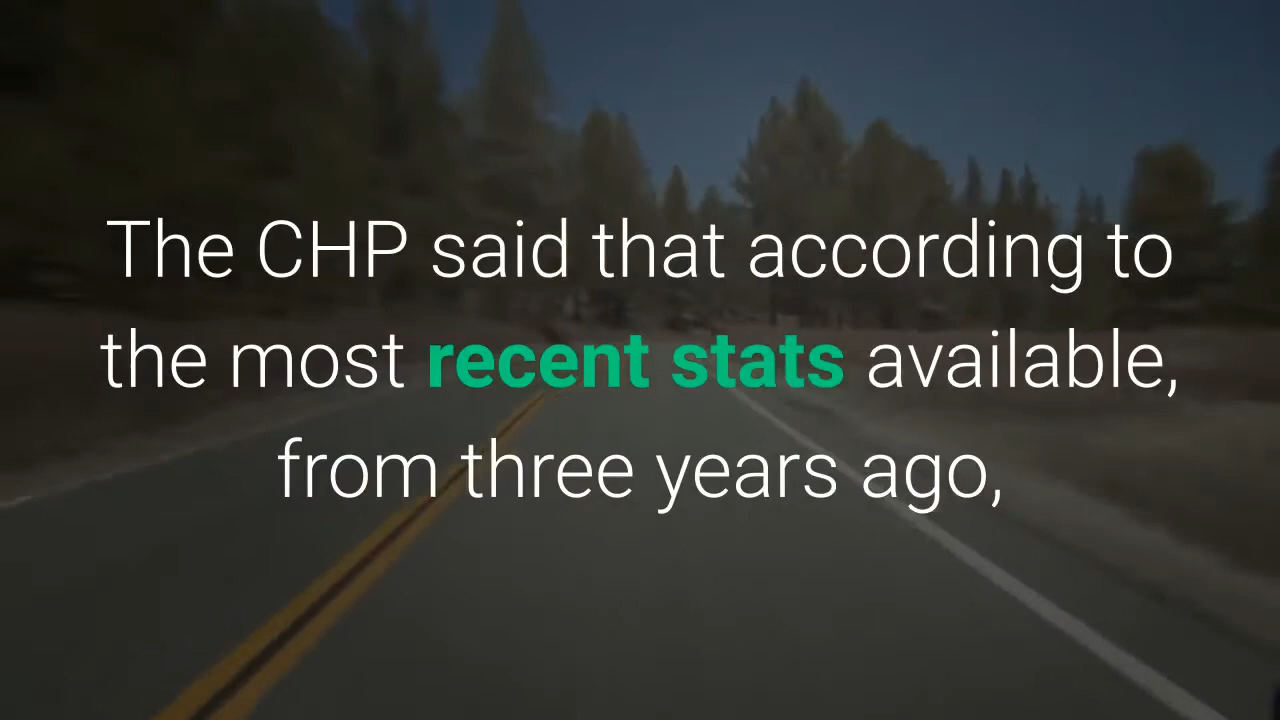 The CHP said that according to
the most recent stats available,
from three years ago,